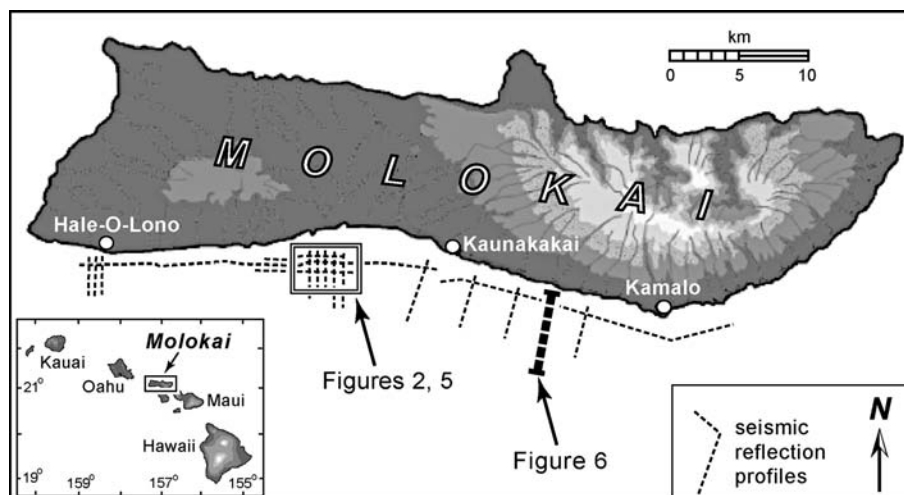 km
0 5 10
MOLOKAI
Hale-O-Lono
Kaunakakai
Kamalo
Figures 2, 5
Figure 6
Molokai
Kauai
Oahu
Maui
Hawaii
21°
19°
159° 157° 155°
seismic
reflection
profiles
N